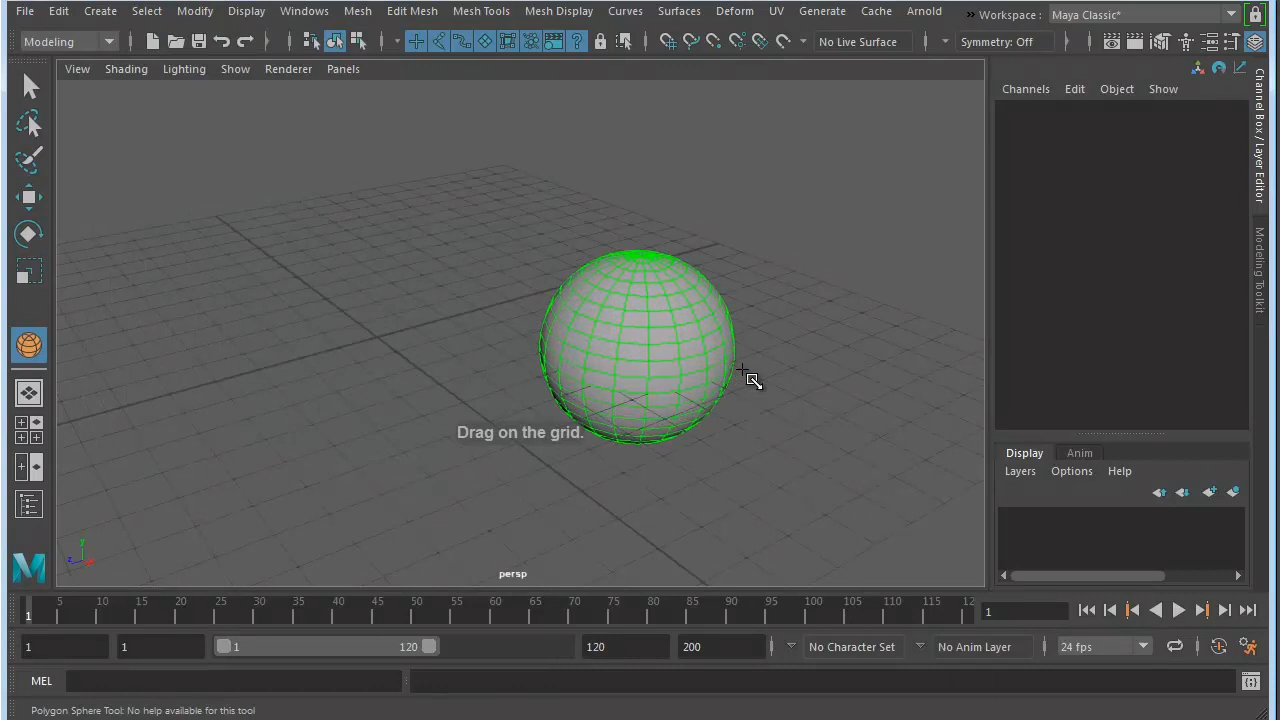 File Edit Create Select Modify Display Windows Mesh Edit Mesh Mesh Tools Mesh Display Curves Surfaces Deform UV Generate Cache Arnold » Workspace : Maya Classic*
Modeling No Live Surface Symmetry: Off
View Shading Lighting Show Renderer Panels
Channels Edit Object Show
Channel Box / Layer Editor
Modeling Toolkit
Drag on the grid.
Display Anim
Layers Options Help
y
z x
persp
1 5 10 15 20 25 30 35 40 45 50 55 60 65 70 75 80 85 90 95 100 105 110 115 12 1
1 1 1 120 120 200 No Character Set No Anim Layer 24 fps
MEL
Polygon Sphere Tool: No help available for this tool